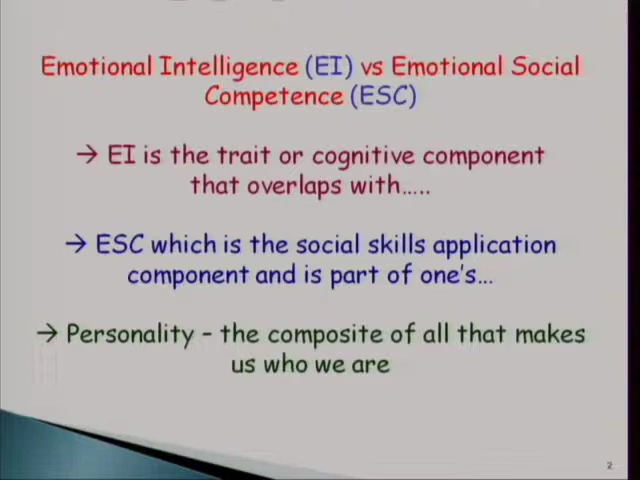 Emotional Intelligence (EI) vs Emotional Social
Competence (ESC)
→ EI is the trait or cognitive component
that overlaps with…..
→ ESC which is the social skills application
component and is part of one's…
→ Personality – the composite of all that makes
us who we are
2